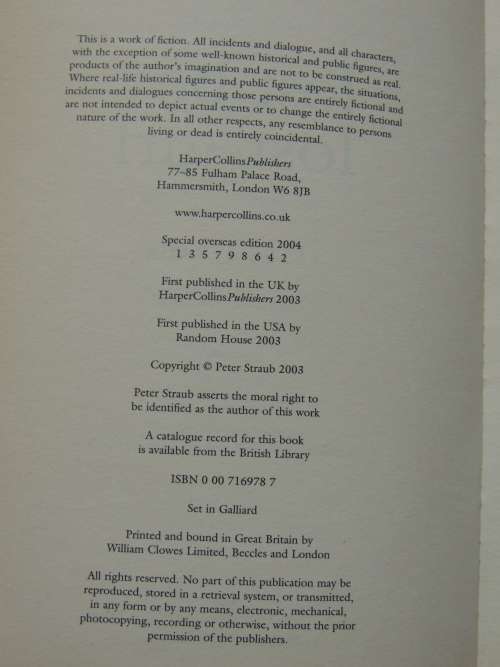 This is a work of fiction. All incidents and dialogue, and all characters,
with the exception of some well-known historical and public figures, are
products of the author's imagination and are not to be construed as real.
Where real-life historical figures and public figures appear, the situations,
incidents and dialogues concerning those persons are entirely fictional and
are not intended to depict actual events or to change the entirely fictional
nature of the work. In all other respects, any resemblance to persons
living or dead is entirely coincidental.
HarperCollinsPublishers
77–85 Fulham Palace Road,
Hammersmith, London W6 8JB
www.harpercollins.co.uk
Special overseas edition 2004
1 3 5 7 9 8 6 4 2
First published in the UK by
HarperCollinsPublishers 2003
First published in the USA by
Random House 2003
Copyright © Peter Straub 2003
Peter Straub asserts the moral right to
be identified as the author of this work
A catalogue record for this book
is available from the British Library
ISBN 0 00 716978 7
Set in Galliard
Printed and bound in Great Britain by
William Clowes Limited, Beccles and London
All rights reserved. No part of this publication may be
reproduced, stored in a retrieval system, or transmitted,
in any form or by any means, electronic, mechanical,
photocopying, recording or otherwise, without the prior
permission of the publishers.